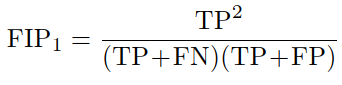 FIP₁ = TP² / (TP+FN)(TP+FP)